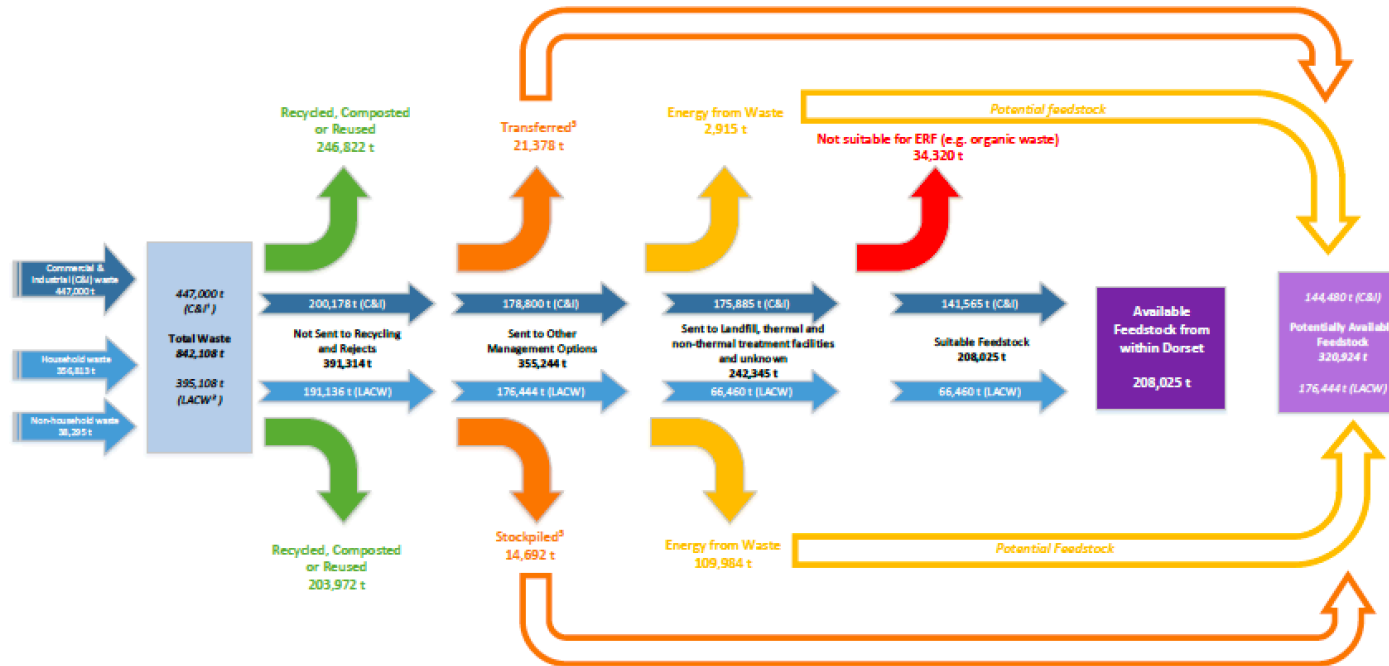 Recycled, Composted
or Reused
246,822 t
Transferred⁵
21,378 t
Energy from Waste
2,915 t
Potential feedstock
Not suitable for ERF (e.g. organic waste)
34,320 t
Commercial &
Industrial (C&I) waste
447,000 t
Household waste
356,813 t
Non-household waste
38,295 t
447,000 t
(C&I¹ )
Total Waste
842,108 t
395,108 t
(LACW² )
200,178 t (C&I)
Not Sent to Recycling
and Rejects
391,314 t
191,136 t (LACW)
178,800 t (C&I)
Sent to Other
Management Options
355,244 t
176,444 t (LACW)
175,885 t (C&I)
Sent to Landfill, thermal and
non-thermal treatment facilities
and unknown
242,345 t
66,460 t (LACW)
141,565 t (C&I)
Suitable Feedstock
208,025 t
66,460 t (LACW)
Available
Feedstock from
within Dorset
208,025 t
144,480 t (C&I)
Potentially Available
Feedstock
320,924 t
176,444 t (LACW)
Recycled, Composted
or Reused
203,972 t
Stockpiled⁵
14,692 t
Energy from Waste
109,984 t
Potential Feedstock